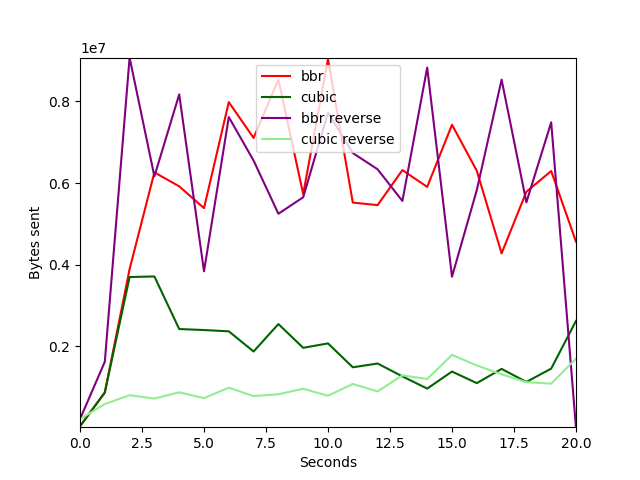 1e7
bbr
cubic
bbr reverse
cubic reverse
0.8
0.6
0.4
0.2
Bytes sent
0.0 2.5 5.0 7.5 10.0 12.5 15.0 17.5 20.0
Seconds